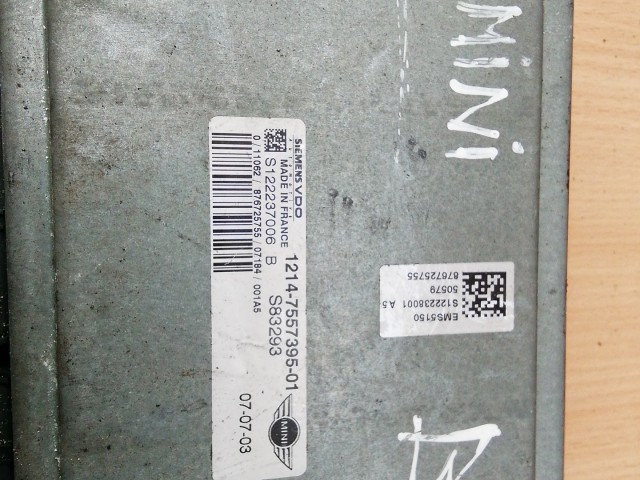 MINI
SIEMENS VDO
MADE IN FRANCE
1214-7557395-01
S122237006 B
S83293
0/11062 / 876725755 / 07184 / 001A5
MINI
07-07-03
EMS5150
S122238001 A5
50579
876725755